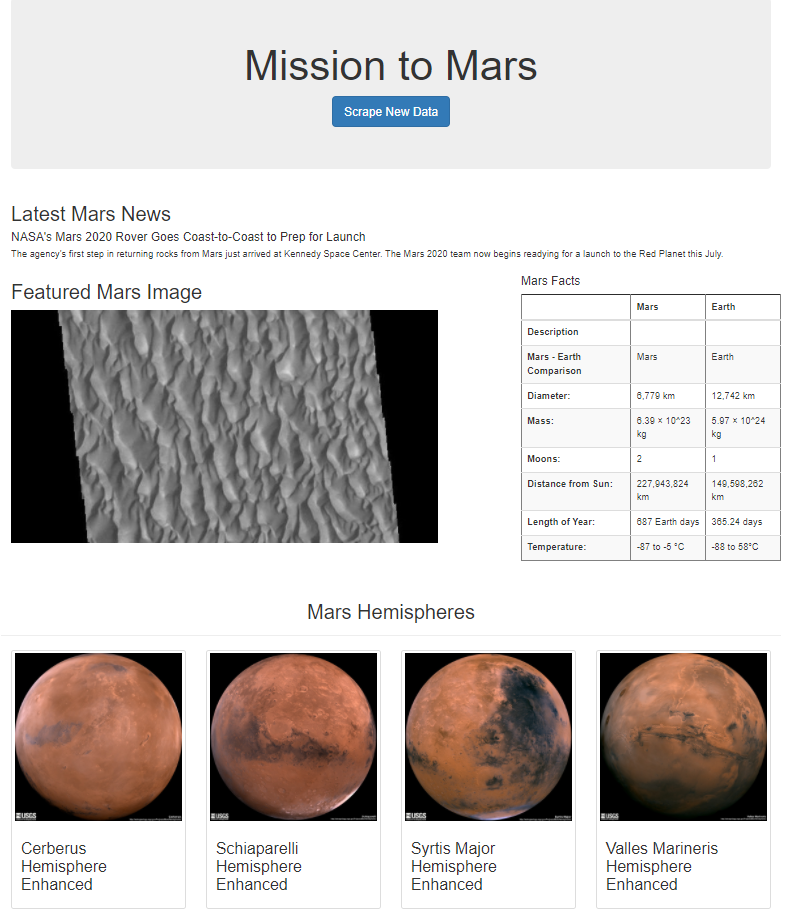 Mission to Mars
Scrape New Data
Latest Mars News
NASA's Mars 2020 Rover Goes Coast-to-Coast to Prep for Launch
The agency's first step in returning rocks from Mars just arrived at Kennedy Space Center. The Mars 2020 team now begins readying for a launch to the Red Planet this July.
Featured Mars Image
Mars Facts
Mars Earth
Description
Mars - Earth
Comparison
Mars Earth
Diameter: 6,779 km 12,742 km
Mass: 6.39 × 10^23
kg
5.97 × 10^24
kg
Moons: 2 1
Distance from Sun: 227,943,824
km
149,598,262
km
Length of Year: 687 Earth days 365.24 days
Temperature: -87 to -5 °C -88 to 58°C
Mars Hemispheres
USGS
USGS
USGS
USGS
Cerberus
Hemisphere
Enhanced
Schiaparelli
Hemisphere
Enhanced
Syrtis Major
Hemisphere
Enhanced
Valles Marineris
Hemisphere
Enhanced